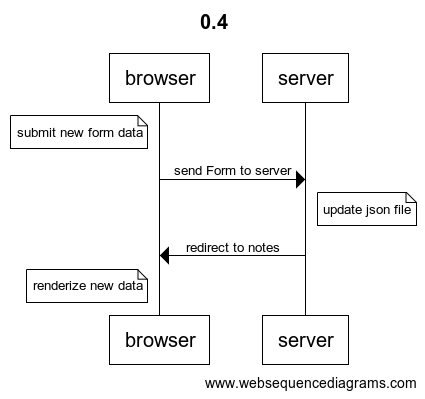 0.4
browser server
submit new form data
send Form to server
update json file
redirect to notes
renderize new data
browser server
www.websequencediagrams.com